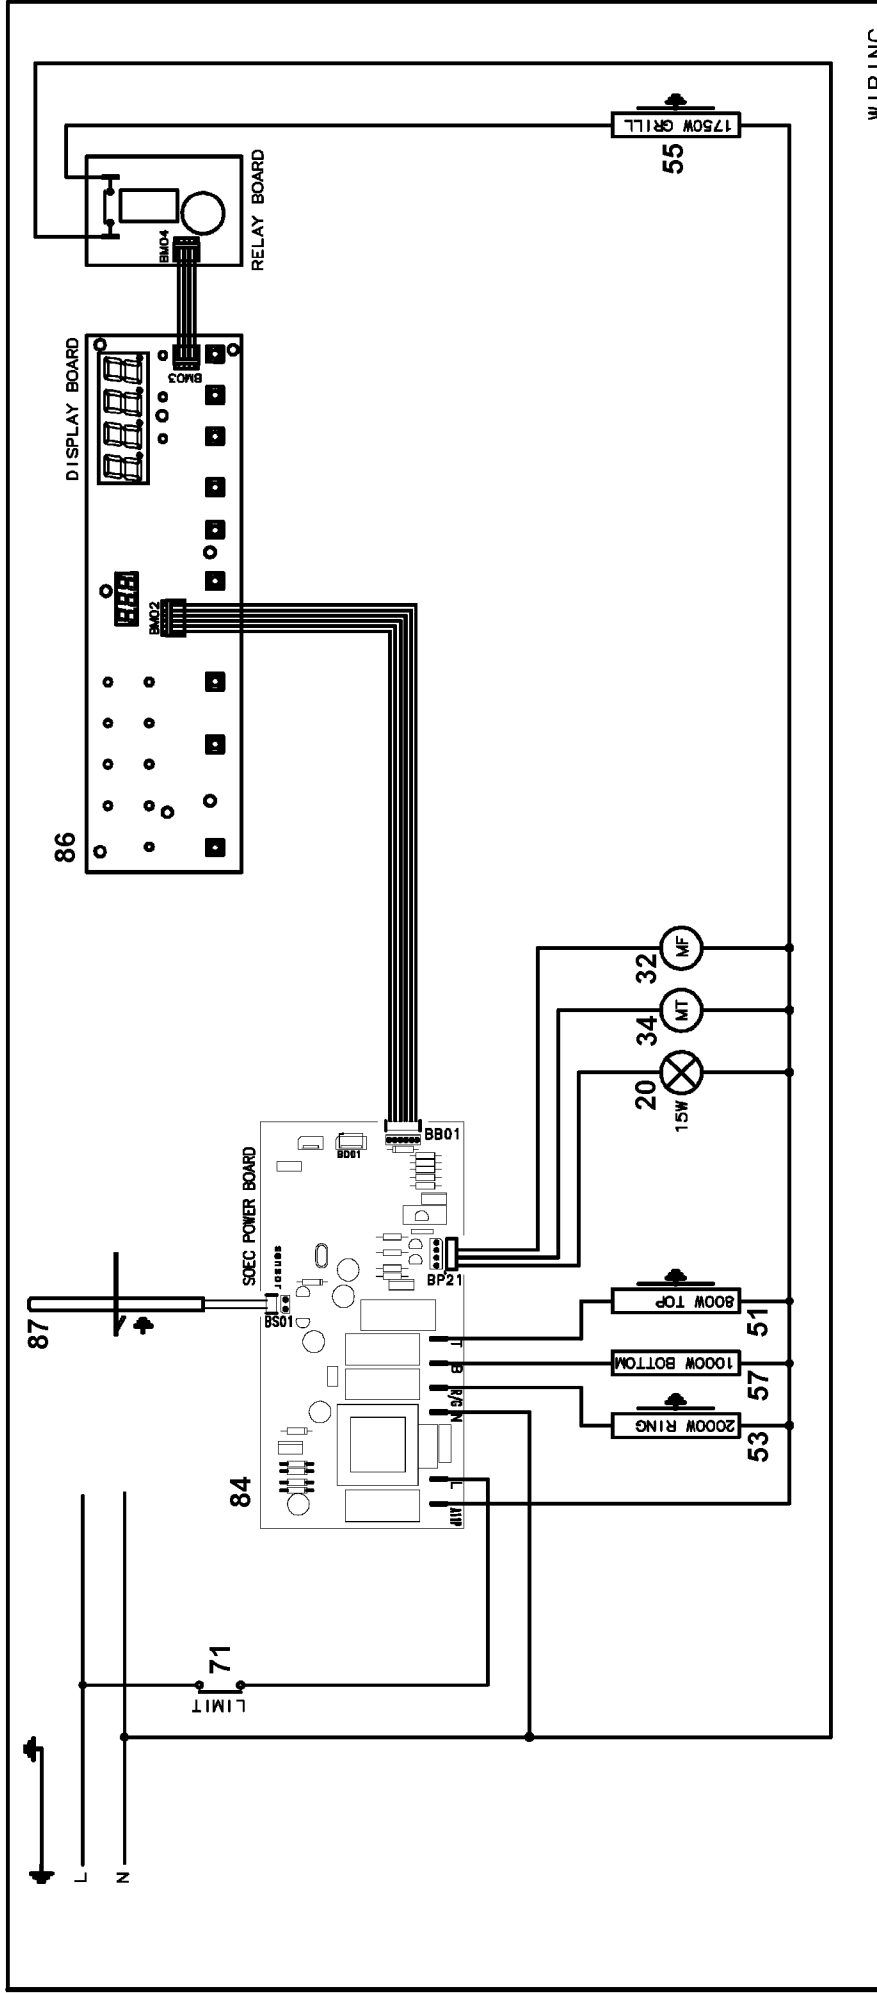 WIRING
1750W GRILL
55
RELAY BOARD
BM04
DISPLAY BOARD
BM03
BM02
86
32
MF
34
MT
20
15W
SOEC POWER BOARD
BD01
BB01
sensor
BS01
BP21
87
84
T
B
R/G
N
L
800W TOP
51
1000W BOTTOM
57
2000W RING
53
71
LIMIT
L
N